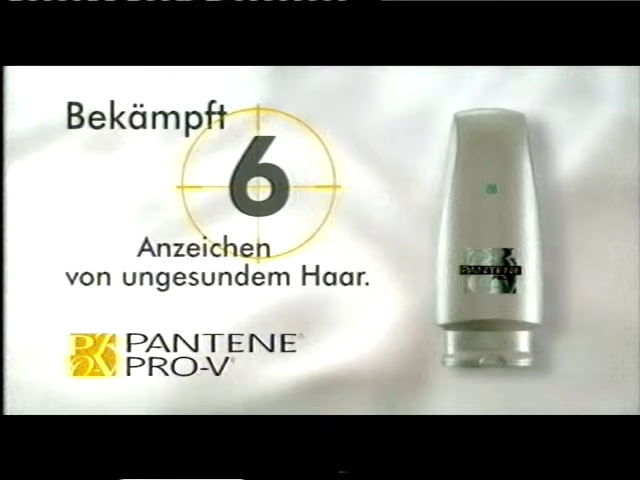 Bekämpft
6
Anzeichen
von ungesundem Haar.
PANTENE®
PRO-V®
PANTENE